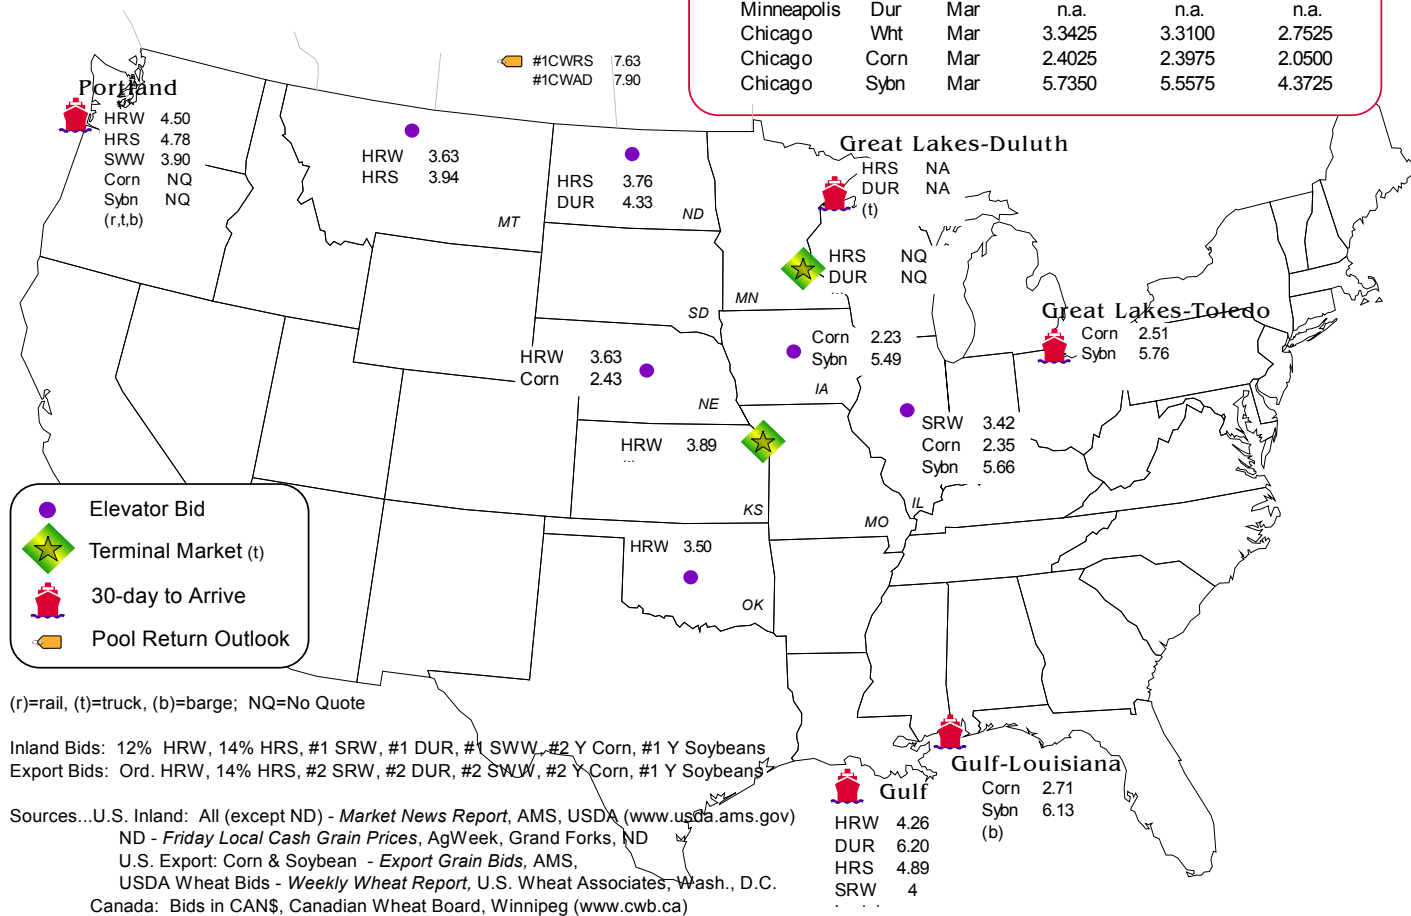 Minneapolis Dur Mar n.a. n.a. n.a.
Chicago Wht Mar 3.3425 3.3100 2.7525
Chicago Corn Mar 2.4025 2.3975 2.0500
Chicago Sybn Mar 5.7350 5.5575 4.3725
#1CWRS 7.63
#1CWAD 7.90
Portland
HRW 4.50
HRS 4.78
SWW 3.90
Corn NQ
Sybn NQ
(r,t,b)
HRW 3.63
HRS 3.94
MT
HRS 3.76
DUR 4.33
ND
Great Lakes-Duluth
HRS NA
DUR NA
(t)
HRS NQ
DUR NQ
MN
SD
Great Lakes-Toledo
Corn 2.51
Sybn 5.76
Corn 2.23
Sybn 5.49
IA
HRW 3.63
Corn 2.43
NE
SRW 3.42
Corn 2.35
Sybn 5.66
IL
HRW 3.89
KS
MO
HRW 3.50
OK
Elevator Bid
Terminal Market (t)
30-day to Arrive
Pool Return Outlook
(r)=rail, (t)=truck, (b)=barge; NQ=No Quote
Inland Bids: 12% HRW, 14% HRS, #1 SRW, #1 DUR, #1 SWW, #2 Y Corn, #1 Y Soybeans
Export Bids: Ord. HRW, 14% HRS, #2 SRW, #2 DUR, #2 SWW, #2 Y Corn, #1 Y Soybeans
Gulf-Louisiana
Corn 2.71
Sybn 6.13
(b)
Gulf
HRW 4.26
DUR 6.20
HRS 4.89
SRW 4
Sources...U.S. Inland: All (except ND) - Market News Report, AMS, USDA (www.usda.ams.gov)
ND - Friday Local Cash Grain Prices, AgWeek, Grand Forks, ND
U.S. Export: Corn & Soybean - Export Grain Bids, AMS,
USDA Wheat Bids - Weekly Wheat Report, U.S. Wheat Associates, Wash., D.C.
Canada: Bids in CAN$, Canadian Wheat Board, Winnipeg (www.cwb.ca)